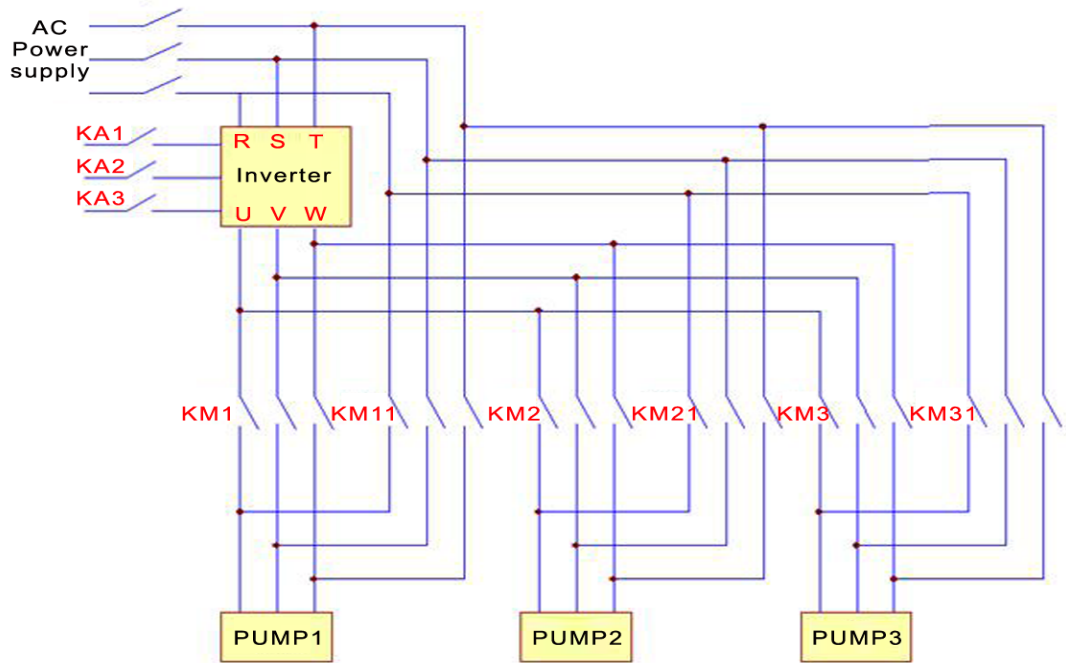 AC
Power
supply
KA1
KA2
KA3
R S T
Inverter
U V W
KM1 KM11 KM2 KM21 KM3 KM31
PUMP1 PUMP2 PUMP3